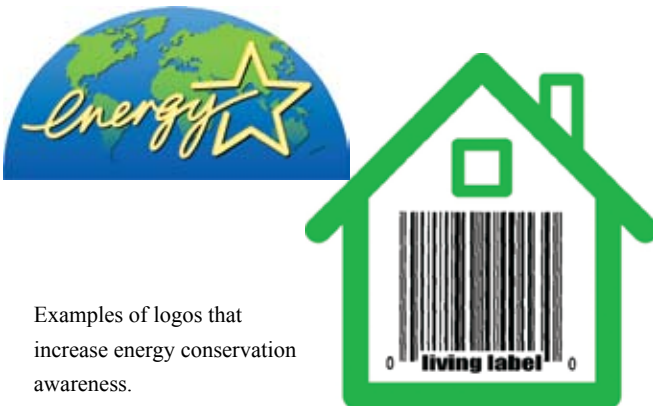 energy
0 living label 0
Examples of logos that
increase energy conservation
awareness.